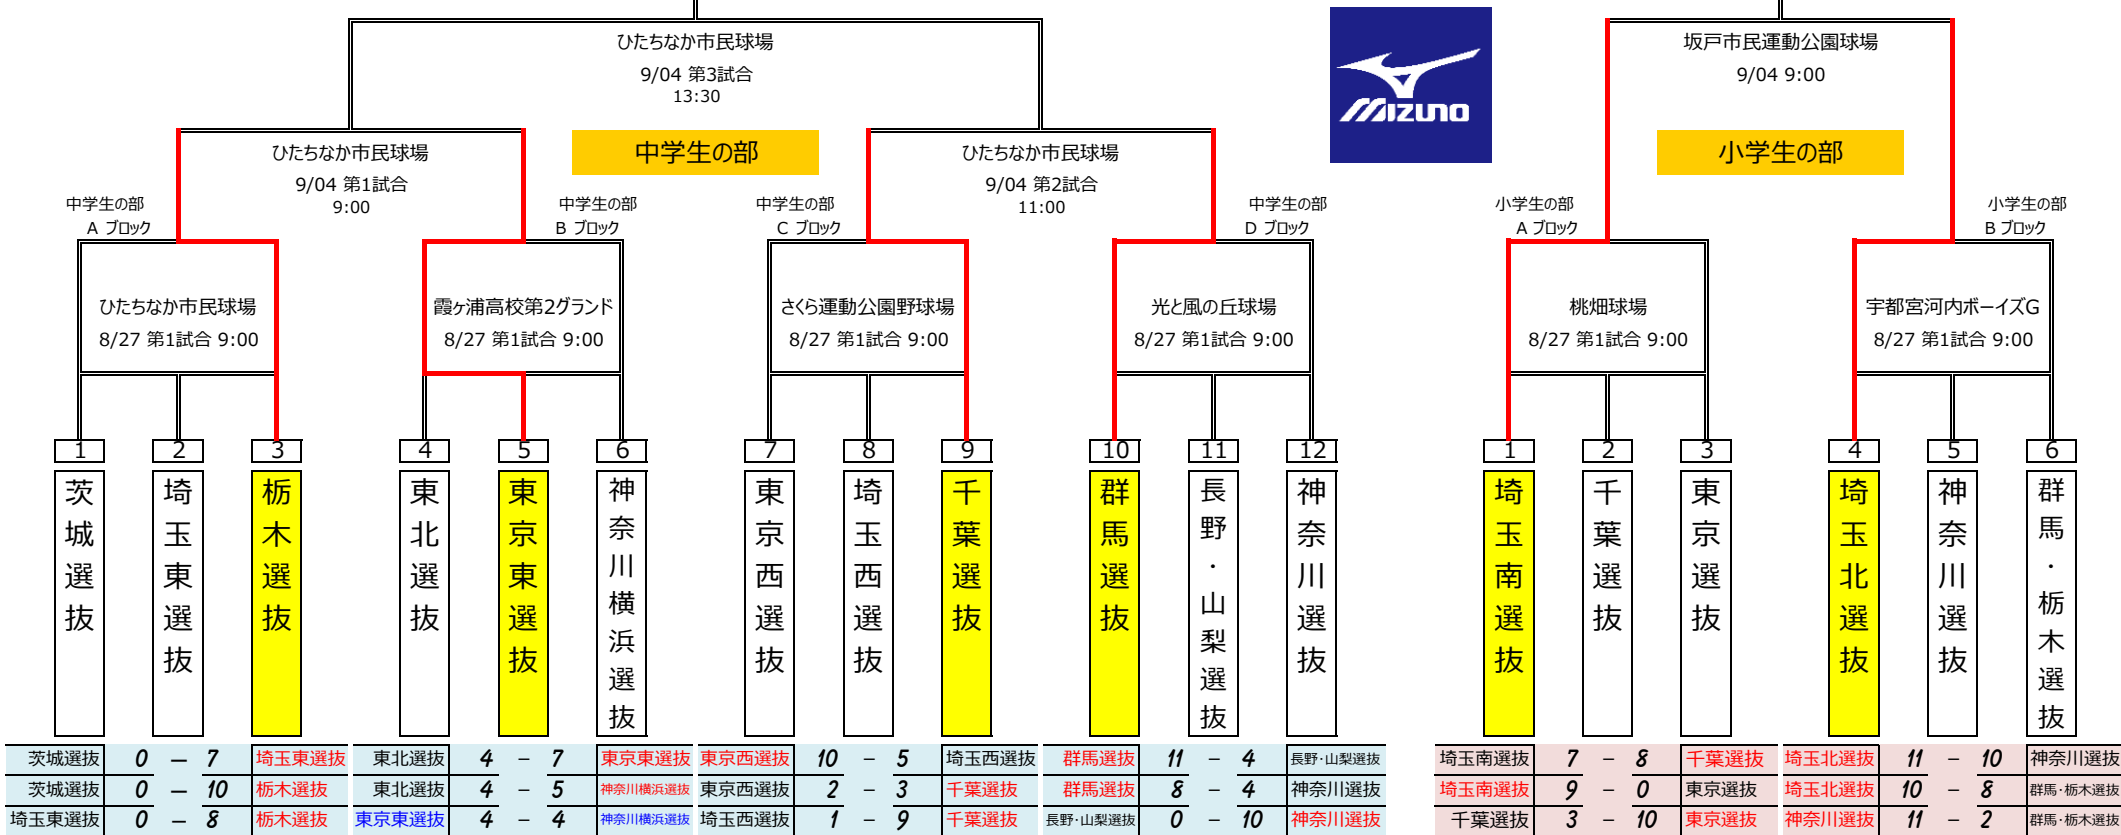 ひたちなか市民球場
9/04 第3試合
13:30
MIZUNO
坂戸市民運動公園球場
9/04 9:00
中学生の部
小学生の部
ひたちなか市民球場
9/04 第1試合
9:00
ひたちなか市民球場
9/04 第2試合
11:00
中学生の部
A ブロック
中学生の部
B ブロック
中学生の部
C ブロック
中学生の部
D ブロック
小学生の部
A ブロック
小学生の部
B ブロック
ひたちなか市民球場
8/27 第1試合 9:00
霞ヶ浦高校第2グランド
8/27 第1試合 9:00
さくら運動公園野球場
8/27 第1試合 9:00
光と風の丘球場
8/27 第1試合 9:00
桃畑球場
8/27 第1試合 9:00
宇都宮河内ボーイズG
8/27 第1試合 9:00
1
茨城選抜
2
埼玉東選抜
3
栃木選抜
4
東北選抜
5
東京東選抜
6
神奈川横浜選抜
7
東京西選抜
8
埼玉西選抜
9
千葉選抜
10
群馬選抜
11
長野・山梨選抜
12
神奈川選抜
1
埼玉南選抜
2
千葉選抜
3
東京選抜
4
埼玉北選抜
5
神奈川選抜
6
群馬・栃木選抜
茨城選抜 0 － 7 埼玉東選抜
茨城選抜 0 － 10 栃木選抜
埼玉東選抜 0 － 8 栃木選抜
東北選抜 4 － 7 東京東選抜
東北選抜 4 － 5 神奈川横浜選抜
東京東選抜 4 － 4 神奈川横浜選抜
東京西選抜 10 － 5 埼玉西選抜
東京西選抜 2 － 3 千葉選抜
埼玉西選抜 1 － 9 千葉選抜
群馬選抜 11 － 4 長野・山梨選抜
群馬選抜 8 － 4 神奈川選抜
長野・山梨選抜 0 － 10 神奈川選抜
埼玉南選抜 7 － 8 千葉選抜
埼玉南選抜 9 － 0 東京選抜
千葉選抜 3 － 10 東京選抜
埼玉北選抜 11 － 10 神奈川選抜
埼玉北選抜 10 － 8 群馬・栃木選抜
神奈川選抜 11 － 2 群馬・栃木選抜